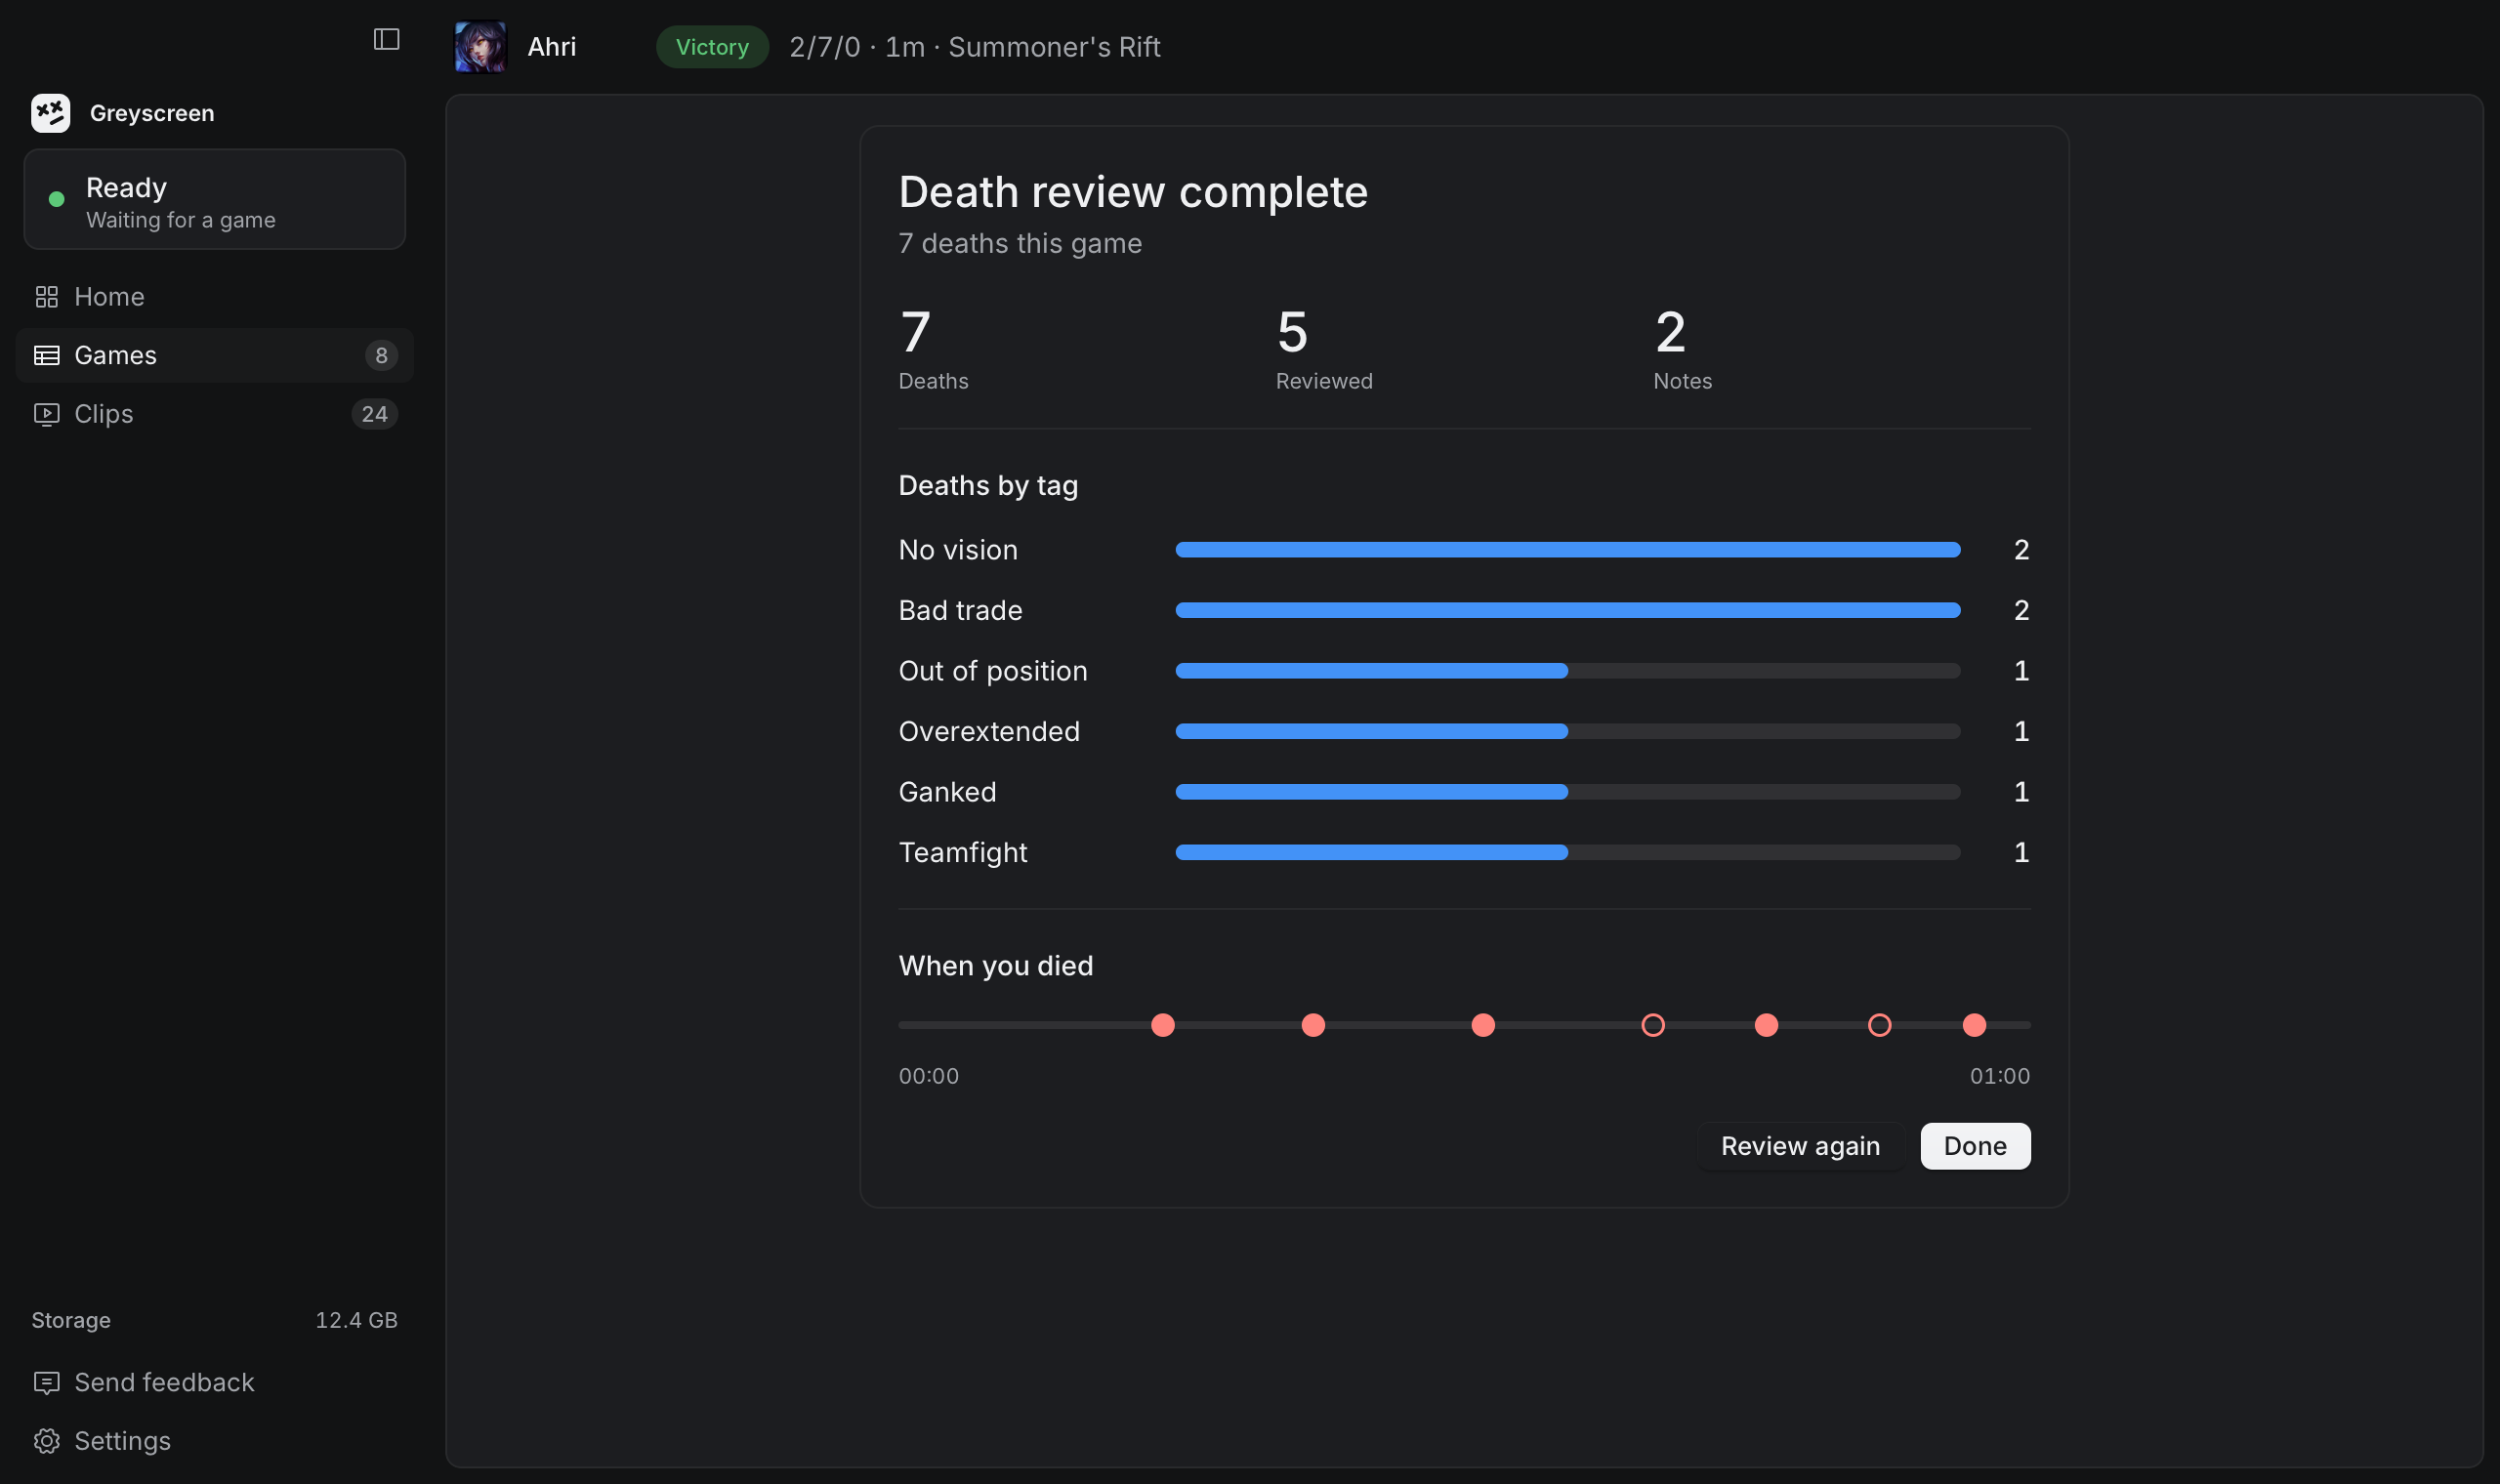 Ahri
Victory
2/7/0 · 1m · Summoner's Rift
Greyscreen
Ready
Waiting for a game
Home
Games 8
Clips 24
Storage 12.4 GB
Send feedback
Settings
Death review complete
7 deaths this game
7 5 2
Deaths Reviewed Notes
Deaths by tag
No vision 2
Bad trade 2
Out of position 1
Overextended 1
Ganked 1
Teamfight 1
When you died
00:00 01:00
Review again Done